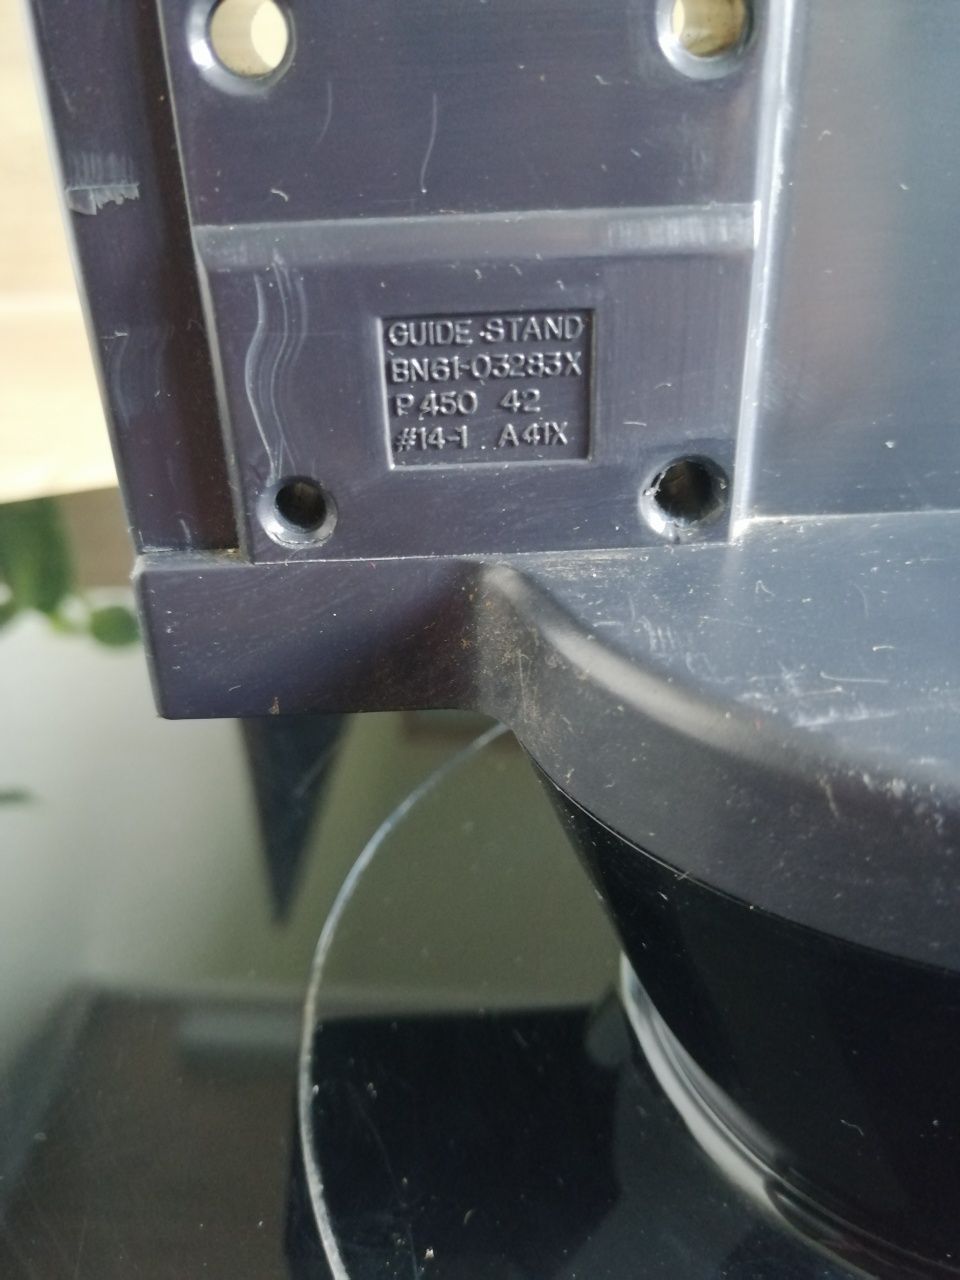 GUIDE-STAND
BN61-03283X
P450 42
#14-1 A41X